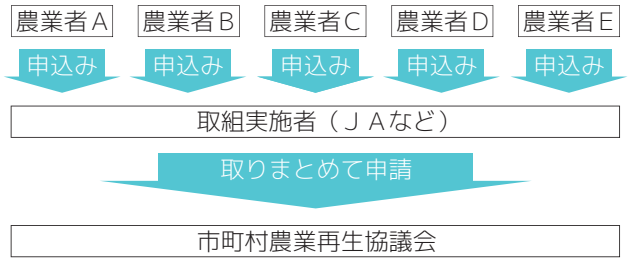 農業者A 農業者B 農業者C 農業者D 農業者E
申込み 申込み 申込み 申込み 申込み
取組実施者（ＪＡなど）
取りまとめて申請
市町村農業再生協議会